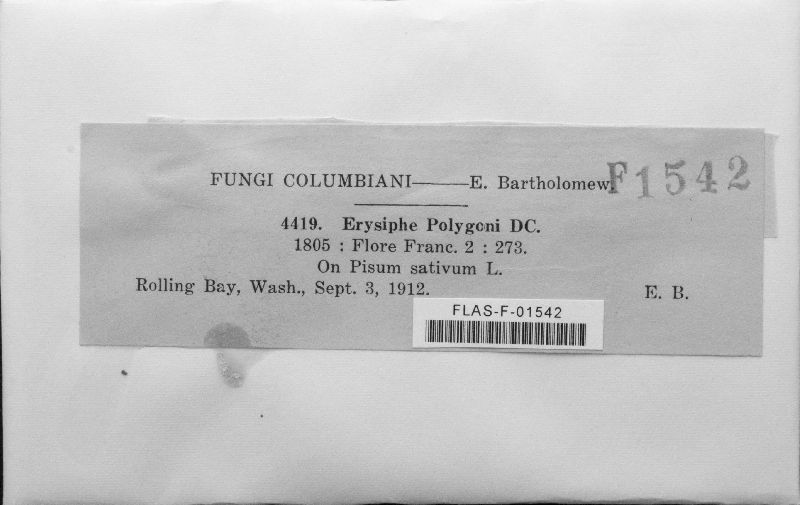 FUNGI COLUMBIANI——E. Bartholomew.
F1542
4419. Erysiphe Polygoni DC.
1805 : Flore Franc. 2 : 273.
On Pisum sativum L.
Rolling Bay, Wash., Sept. 3, 1912. E. B.
FLAS-F-01542